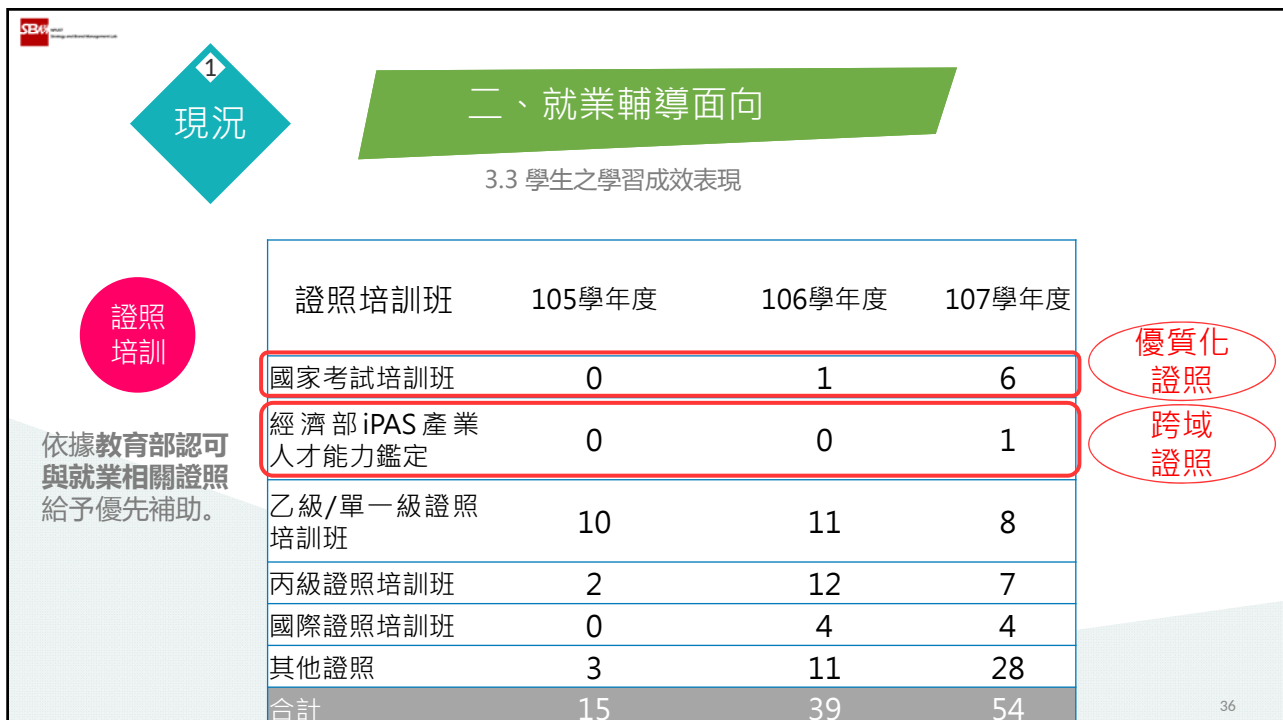 SBM NPUST
Strategy and Brand Management Lab
1
現況
二、就業輔導面向
3.3 學生之學習成效表現
證照
培訓
依據教育部認可
與就業相關證照
給予優先補助。
證照培訓班 105學年度 106學年度 107學年度
國家考試培訓班 0 1 6
經濟部iPAS產業
人才能力鑑定 0 0 1
乙級/單一級證照
培訓班 10 11 8
丙級證照培訓班 2 12 7
國際證照培訓班 0 4 4
其他證照 3 11 28
合計 15 39 54
優質化
證照
跨域
證照
36